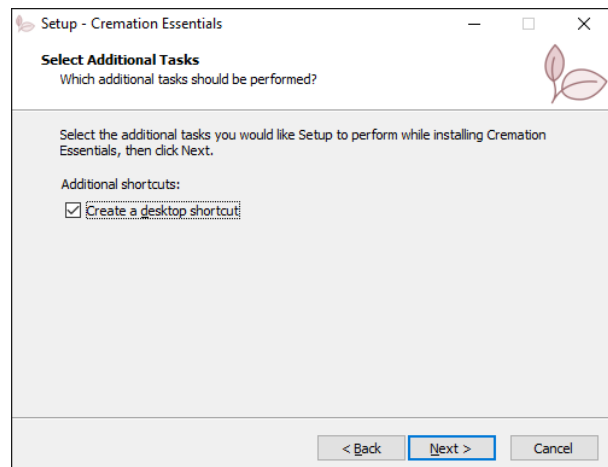 Setup - Cremation Essentials
Select Additional Tasks
Which additional tasks should be performed?
Select the additional tasks you would like Setup to perform while installing Cremation
Essentials, then click Next.
Additional shortcuts:
Create a desktop shortcut
< Back
Next >
Cancel